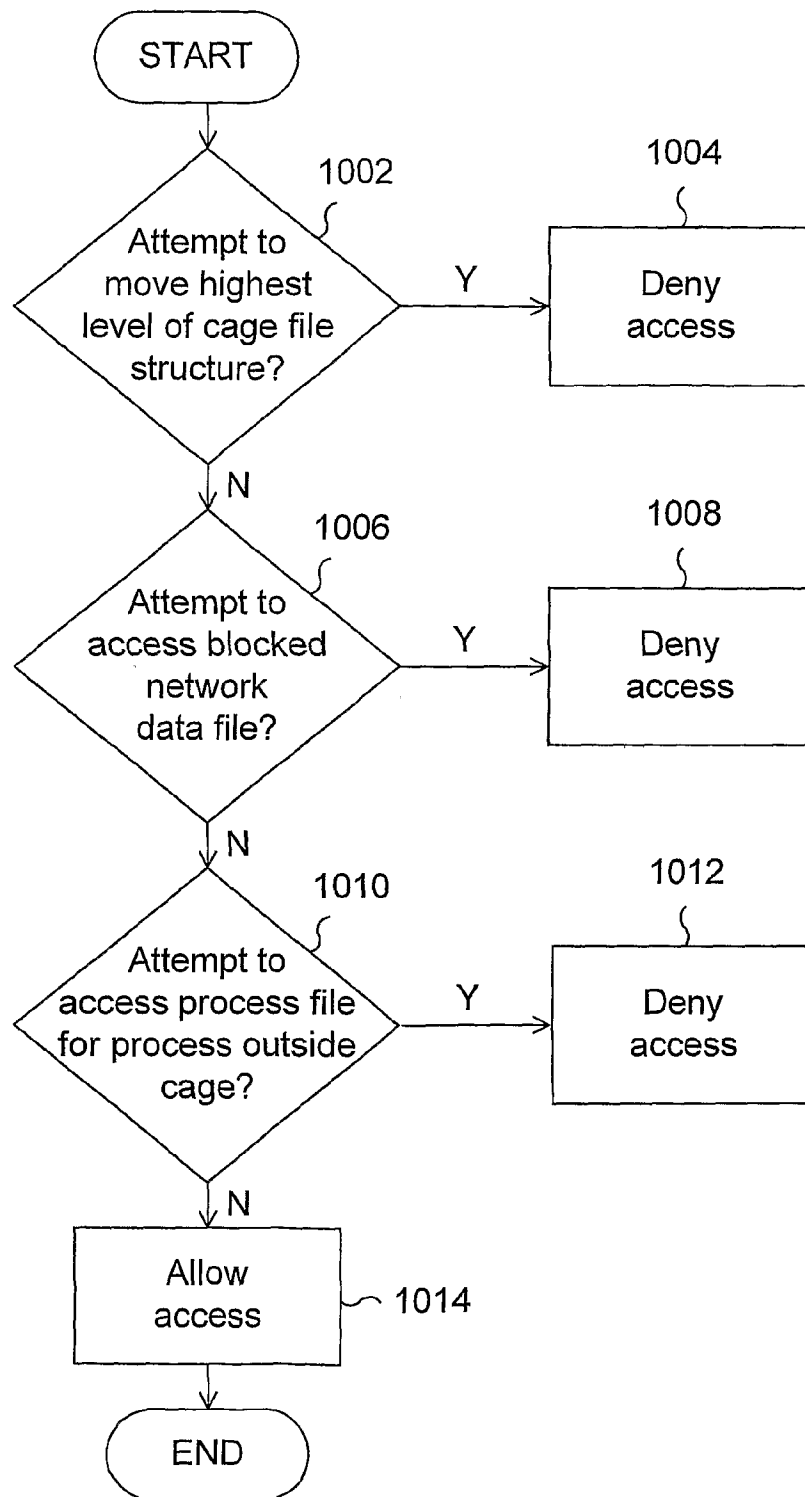 START
1002
Attempt to
move highest
level of cage file
structure?
Y
1004
Deny
access
N
1006
Attempt to
access blocked
network
data file?
Y
1008
Deny
access
N
1010
Attempt to
access process file
for process outside
cage?
Y
1012
Deny
access
N
Allow
access
1014
END